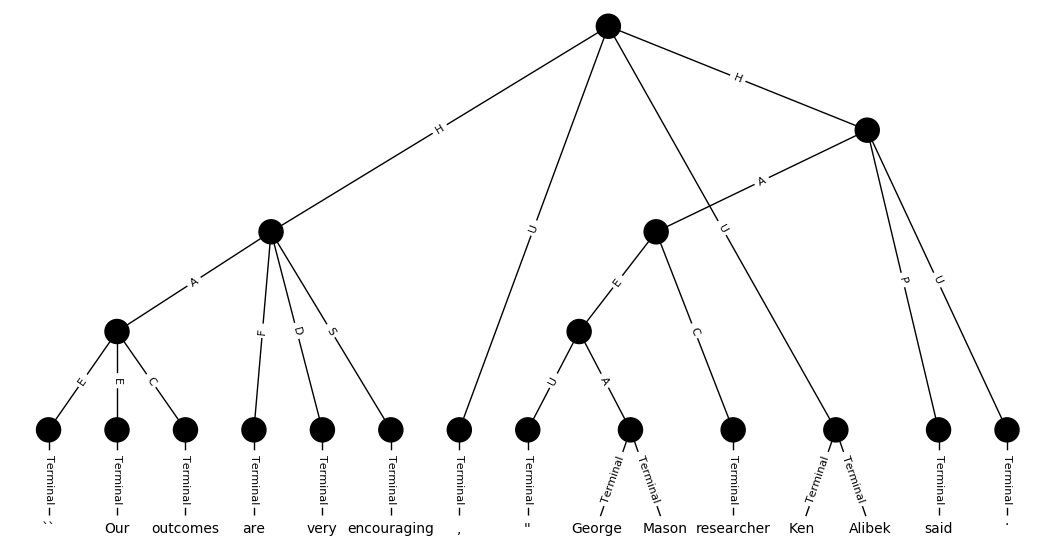 H
H
A
U
A
U
E
P
U
A
F
D
S
E
C
E
E
C
U
A
Terminal Terminal Terminal Terminal Terminal Terminal Terminal Terminal Terminal Terminal Terminal Terminal Terminal Terminal Terminal
`` Our outcomes are very encouraging , " George Mason researcher Ken Alibek said .